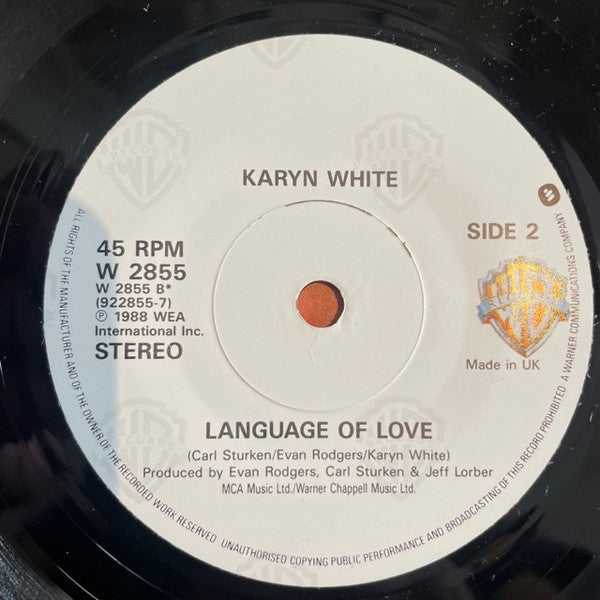 KARYN WHITE
45 RPM
W 2855
W 2855 B*
(922855-7)
Ⓟ 1988 WEA
International Inc.
STEREO
SIDE 2
Made in UK
LANGUAGE OF LOVE
(Carl Sturken/Evan Rodgers/Karyn White)
Produced by Evan Rodgers, Carl Sturken & Jeff Lorber
MCA Music Ltd./Warner Chappell Music Ltd.
ALL RIGHTS OF THE MANUFACTURER AND OF THE OWNER OF THE RECORDED WORK RESERVED. UNAUTHORISED COPYING PUBLIC PERFORMANCE AND BROADCASTING OF THIS RECORD PROHIBITED A WARNER COMMUNICATIONS COMPANY